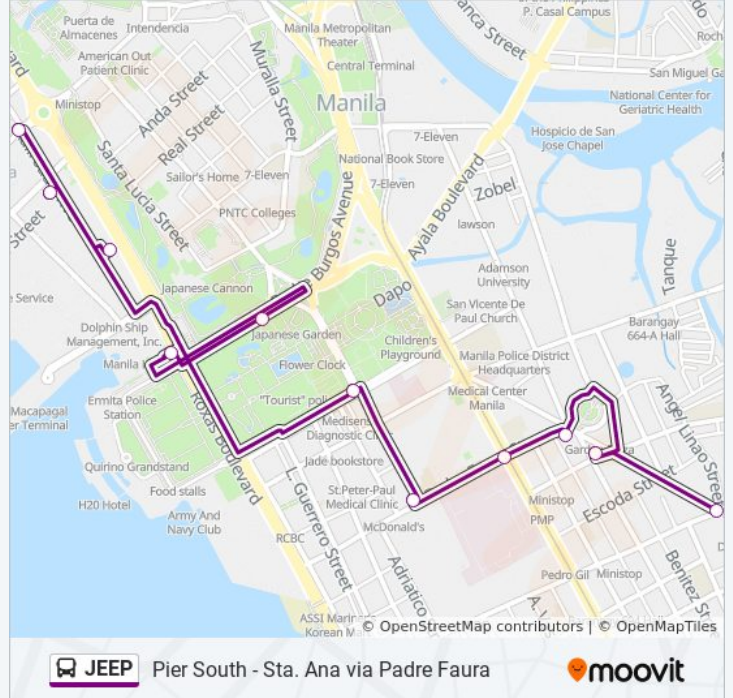 Puerta de
Almacenes
Intendencia
Manila Metropolitan
Theater
P. Casal Campus
American Out
Patient Clinic
Muralla Street
Central Terminal
San Miguel Ga
Ministop
Anda Street
Manila
National Center for
Geriatric Health
Real Street
7-Eleven
Hospicio de San
Jose Chapel
Santa Lucia Street
National Book Store
Sailor's Home
7-Eleven
7-Eleven
Ayala Boulevard
Zobel
PNTC Colleges
Street
Burgos Avenue
lawson
Tanque
Adamson
University
Service
Japanese Cannon
Dapo
San Vicente De
Paul Church
Dolphin Ship
Management, Inc.
Japanese Garden
Children's
Playground
Barangay
664-A Hall
Manila
Flower Clock
Manila Police District
Headquarters
Macapagal
er Terminal
Ermita Police
Station
Roxas Boulevard
"Tourist" poli
Medical Center
Manila
Angel Linao Street
Medisens
Diagnostic Cli
Quirino Grandstand
Jade bookstore
Food stalls
L. Guerrero Street
St.Peter-Paul
Medical Clinic
Escoda Street
H20 Hotel
Army And
Navy Club
McDonald's
Ministop
PMP
RCBC
Adriatico
Pedro Gil
Ministop
Benitez St
ASSI Marin
Korean M
© OpenStreetMap contributors | © OpenMapTiles
JEEP
Pier South - Sta. Ana via Padre Faura
moovit